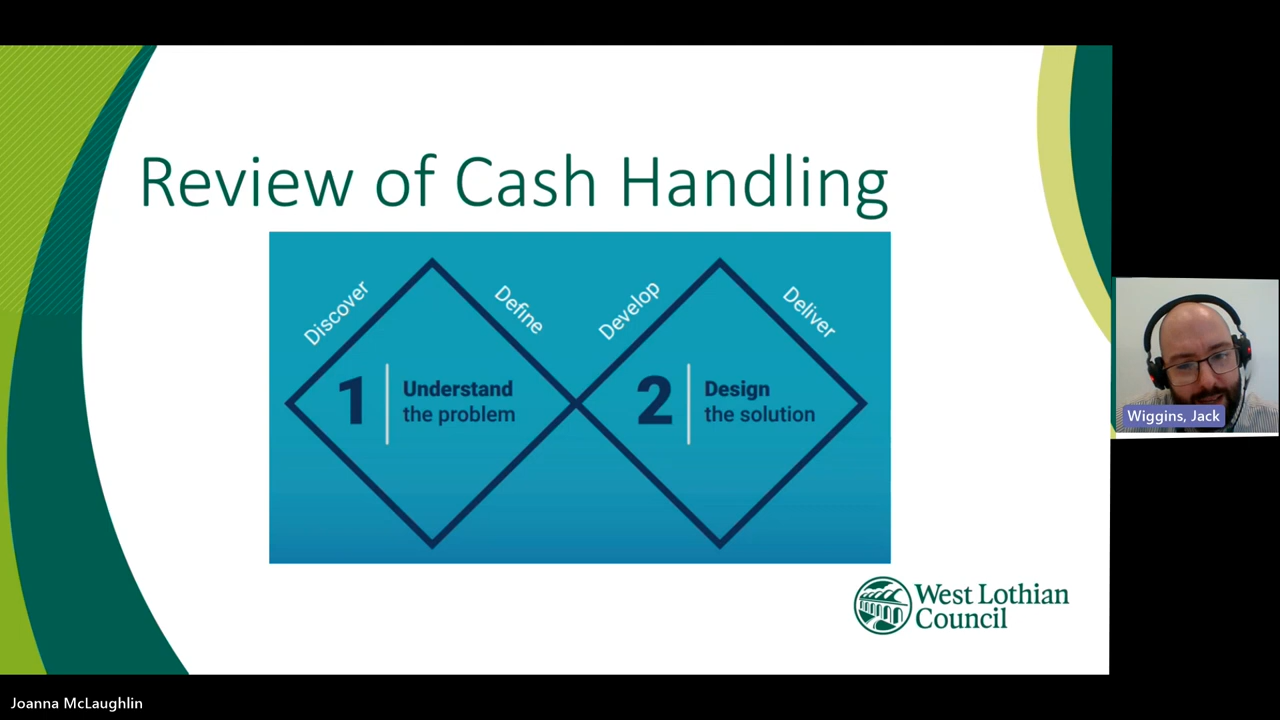 Review of Cash Handling
Discover
Define
Develop
Deliver
1
Understand
the problem
2
Design
the solution
West Lothian
Council
Wiggins, Jack
Joanna McLaughlin